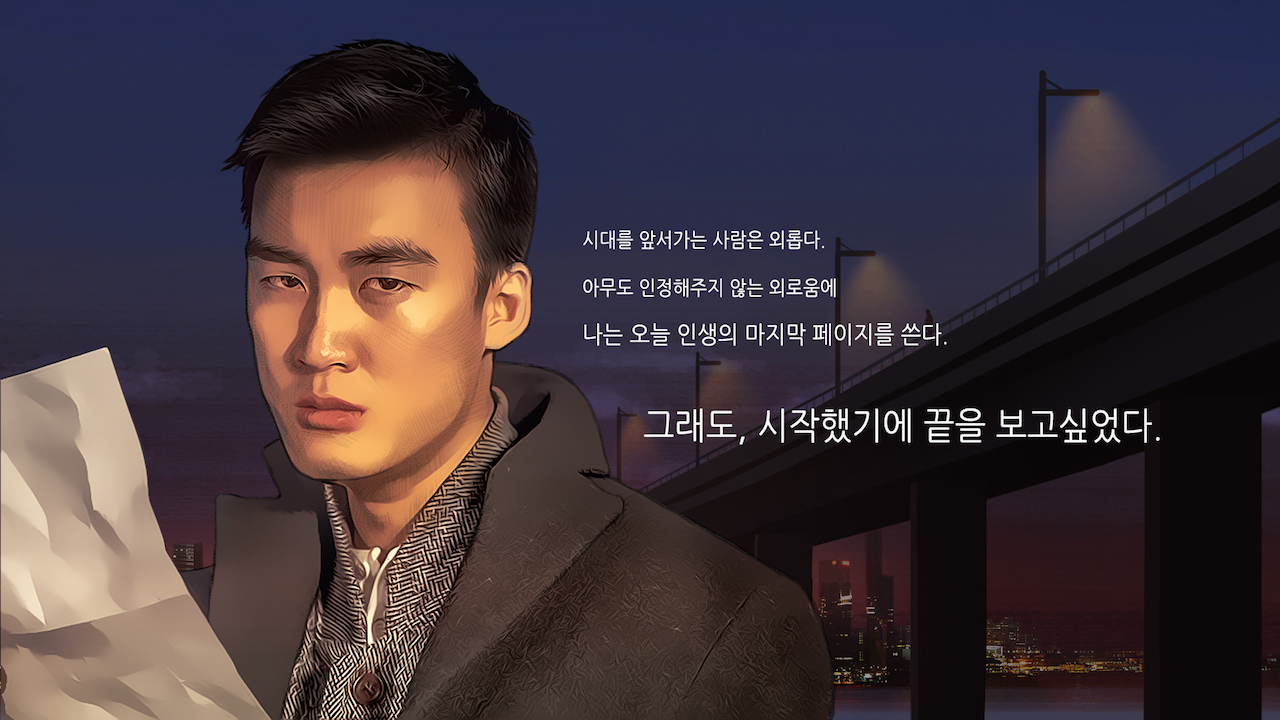 시대를 앞서가는 사람은 외롭다.
아무도 인정해주지 않는 외로움에
나는 오늘 인생의 마지막 페이지를 쓴다.
그래도, 시작했기에 끝을 보고싶었다.